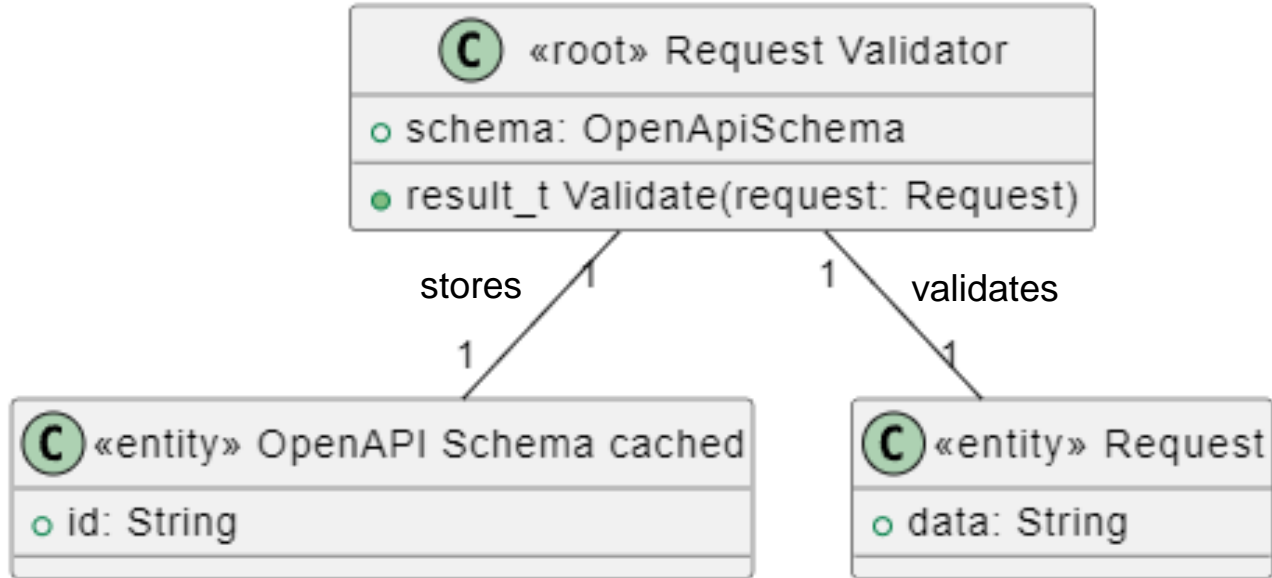 C «root» Request Validator
schema: OpenApiSchema
result_t Validate(request: Request)
stores 1 1 validates
1 1
C «entity» OpenAPI Schema cached C «entity» Request
id: String data: String